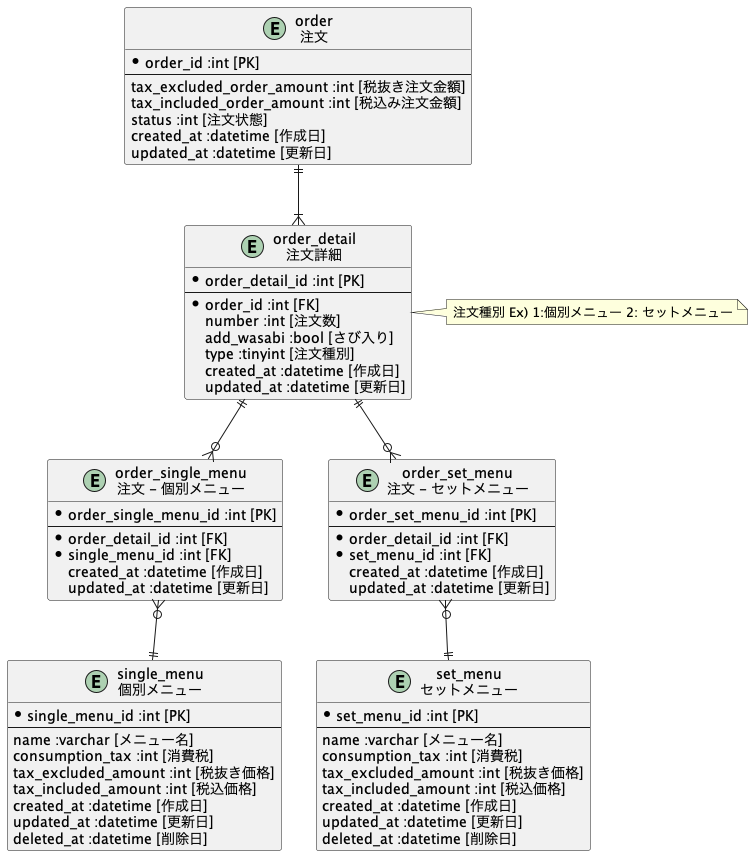 E order
注文
order_id :int [PK]
tax_excluded_order_amount :int [税抜き注文金額]
tax_included_order_amount :int [税込み注文金額]
status :int [注文状態]
created_at :datetime [作成日]
updated_at :datetime [更新日]
E order_detail
注文詳細
order_detail_id :int [PK]
order_id :int [FK]
number :int [注文数]
add_wasabi :bool [さび入り]
type :tinyint [注文種別]
created_at :datetime [作成日]
updated_at :datetime [更新日]
注文種別 Ex) 1:個別メニュー 2: セットメニュー
E order_single_menu
注文 – 個別メニュー
order_single_menu_id :int [PK]
order_detail_id :int [FK]
single_menu_id :int [FK]
created_at :datetime [作成日]
updated_at :datetime [更新日]
E order_set_menu
注文 – セットメニュー
order_set_menu_id :int [PK]
order_detail_id :int [FK]
set_menu_id :int [FK]
created_at :datetime [作成日]
updated_at :datetime [更新日]
E single_menu
個別メニュー
single_menu_id :int [PK]
name :varchar [メニュー名]
consumption_tax :int [消費税]
tax_excluded_amount :int [税抜き価格]
tax_included_amount :int [税込価格]
created_at :datetime [作成日]
updated_at :datetime [更新日]
deleted_at :datetime [削除日]
E set_menu
セットメニュー
set_menu_id :int [PK]
name :varchar [メニュー名]
consumption_tax :int [消費税]
tax_excluded_amount :int [税抜き価格]
tax_included_amount :int [税込価格]
created_at :datetime [作成日]
updated_at :datetime [更新日]
deleted_at :datetime [削除日]